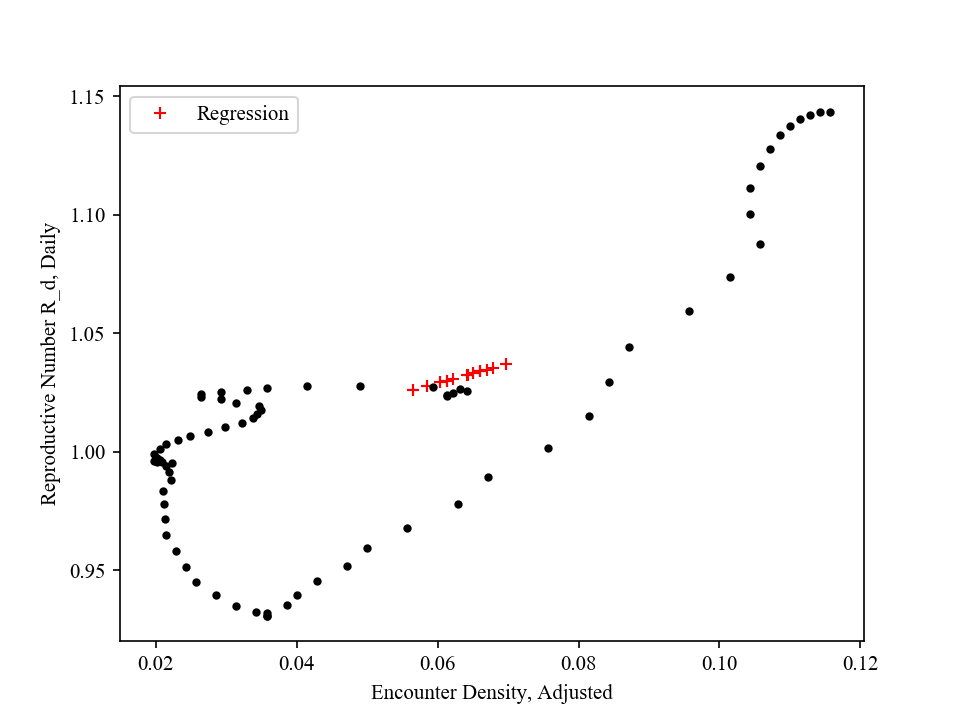 Regression
1.15
1.10
1.05
1.00
0.95
Reproductive Number R_d, Daily
0.02 0.04 0.06 0.08 0.10 0.12
Encounter Density, Adjusted